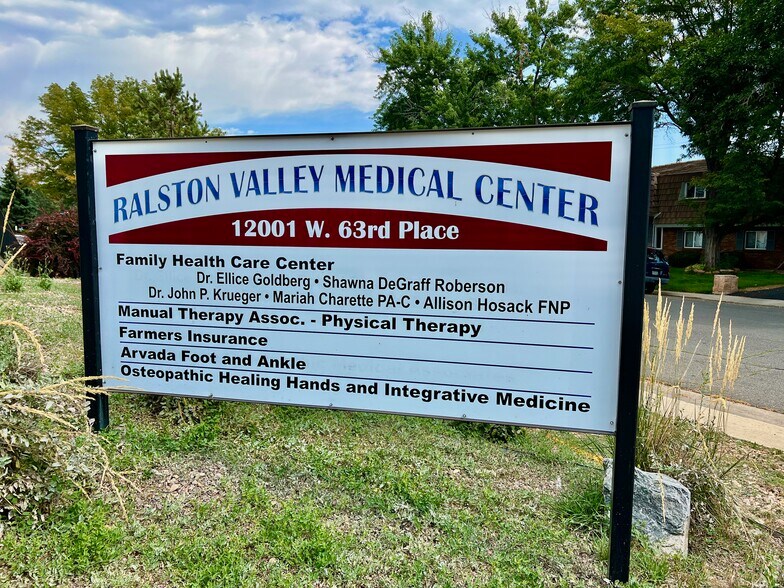 RALSTON VALLEY MEDICAL CENTER
12001 W. 63rd Place
Family Health Care Center
Dr. Ellice Goldberg • Shawna DeGraff Roberson
Dr. John P. Krueger • Mariah Charette PA-C • Allison Hosack FNP
Manual Therapy Assoc. - Physical Therapy
Farmers Insurance
Arvada Foot and Ankle
Osteopathic Healing Hands and Integrative Medicine